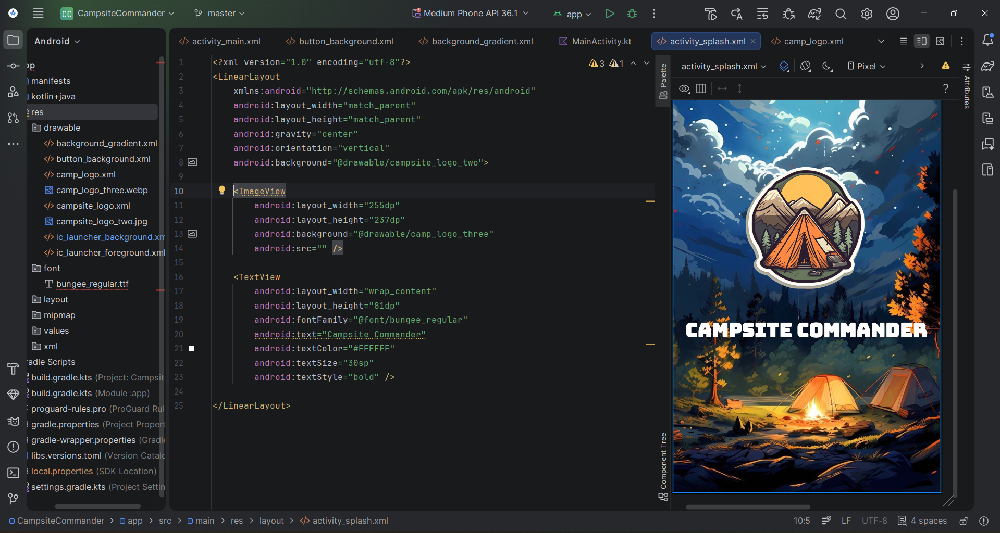 CC CampsiteCommander master Medium Phone API 36.1 app
Android
activity_main.xml button_background.xml background_gradient.xml MainActivity.kt activity_splash.xml camp_logo.xml
pp
manifests
kotlin+java
res
drawable
background_gradient.xml
button_background.xml
camp_logo.xml
camp_logo_three.webp
campsite_logo.xml
campsite_logo_two.jpg
ic_launcher_background.xm
ic_launcher_foreground.xml
font
bungee_regular.ttf
layout
mipmap
values
xml
radle Scripts
build.gradle.kts (Project: Campsit
build.gradle.kts (Module :app)
proguard-rules.pro (ProGuard Rul
gradle.properties (Project Propert
gradle-wrapper.properties (Gradle
libs.versions.toml (Version Catalo
local.properties (SDK Location)
settings.gradle.kts (Project Settin
1 <?xml version="1.0" encoding="utf-8"?>
2 <LinearLayout
3 xmlns:android="http://schemas.android.com/apk/res/android"
4 android:layout_width="match_parent"
5 android:layout_height="match_parent"
6 android:gravity="center"
7 android:orientation="vertical"
8 android:background="@drawable/campsite_logo_two">
9
10 <ImageView
11 android:layout_width="255dp"
12 android:layout_height="237dp"
13 android:background="@drawable/camp_logo_three"
14 android:src="" />
15
16 <TextView
17 android:layout_width="wrap_content"
18 android:layout_height="81dp"
19 android:fontFamily="@font/bungee_regular"
20 android:text="Campsite Commander"
21 android:textColor="#FFFFFF"
22 android:textSize="30sp"
23 android:textStyle="bold" />
24
25 </LinearLayout>
3 1
Palette
Component Tree
activity_splash.xml Pixel
?
Attributes
CAMPSITE COMMANDER
CampsiteCommander > app > src > main > res > layout > activity_splash.xml
10:5 LF UTF-8 4 spaces